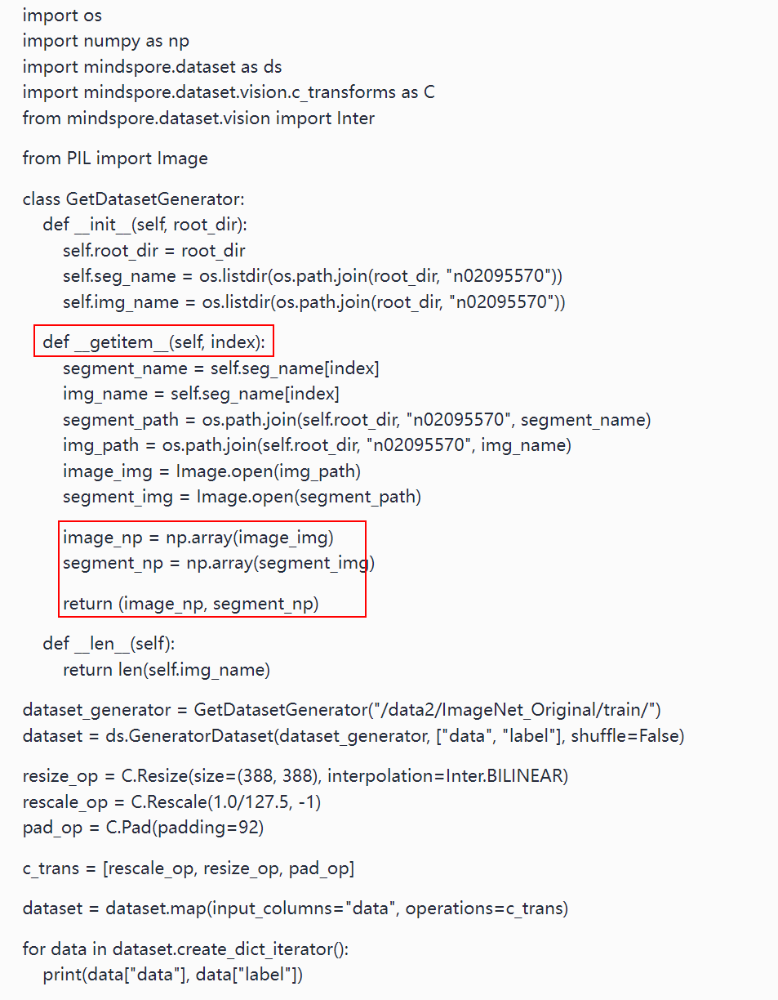 import os
import numpy as np
import mindspore.dataset as ds
import mindspore.dataset.vision.c_transforms as C
from mindspore.dataset.vision import Inter
from PIL import Image
class GetDatasetGenerator:
    def __init__(self, root_dir):
        self.root_dir = root_dir
        self.seg_name = os.listdir(os.path.join(root_dir, "n02095570"))
        self.img_name = os.listdir(os.path.join(root_dir, "n02095570"))
    def __getitem__(self, index):
        segment_name = self.seg_name[index]
        img_name = self.seg_name[index]
        segment_path = os.path.join(self.root_dir, "n02095570", segment_name)
        img_path = os.path.join(self.root_dir, "n02095570", img_name)
        image_img = Image.open(img_path)
        segment_img = Image.open(segment_path)
        image_np = np.array(image_img)
        segment_np = np.array(segment_img)
        return (image_np, segment_np)
    def __len__(self):
        return len(self.img_name)
dataset_generator = GetDatasetGenerator("/data2/ImageNet_Original/train/")
dataset = ds.GeneratorDataset(dataset_generator, ["data", "label"], shuffle=False)
resize_op = C.Resize(size=(388, 388), interpolation=Inter.BILINEAR)
rescale_op = C.Rescale(1.0/127.5, -1)
pad_op = C.Pad(padding=92)
c_trans = [rescale_op, resize_op, pad_op]
dataset = dataset.map(input_columns="data", operations=c_trans)
for data in dataset.create_dict_iterator():
    print(data["data"], data["label"])